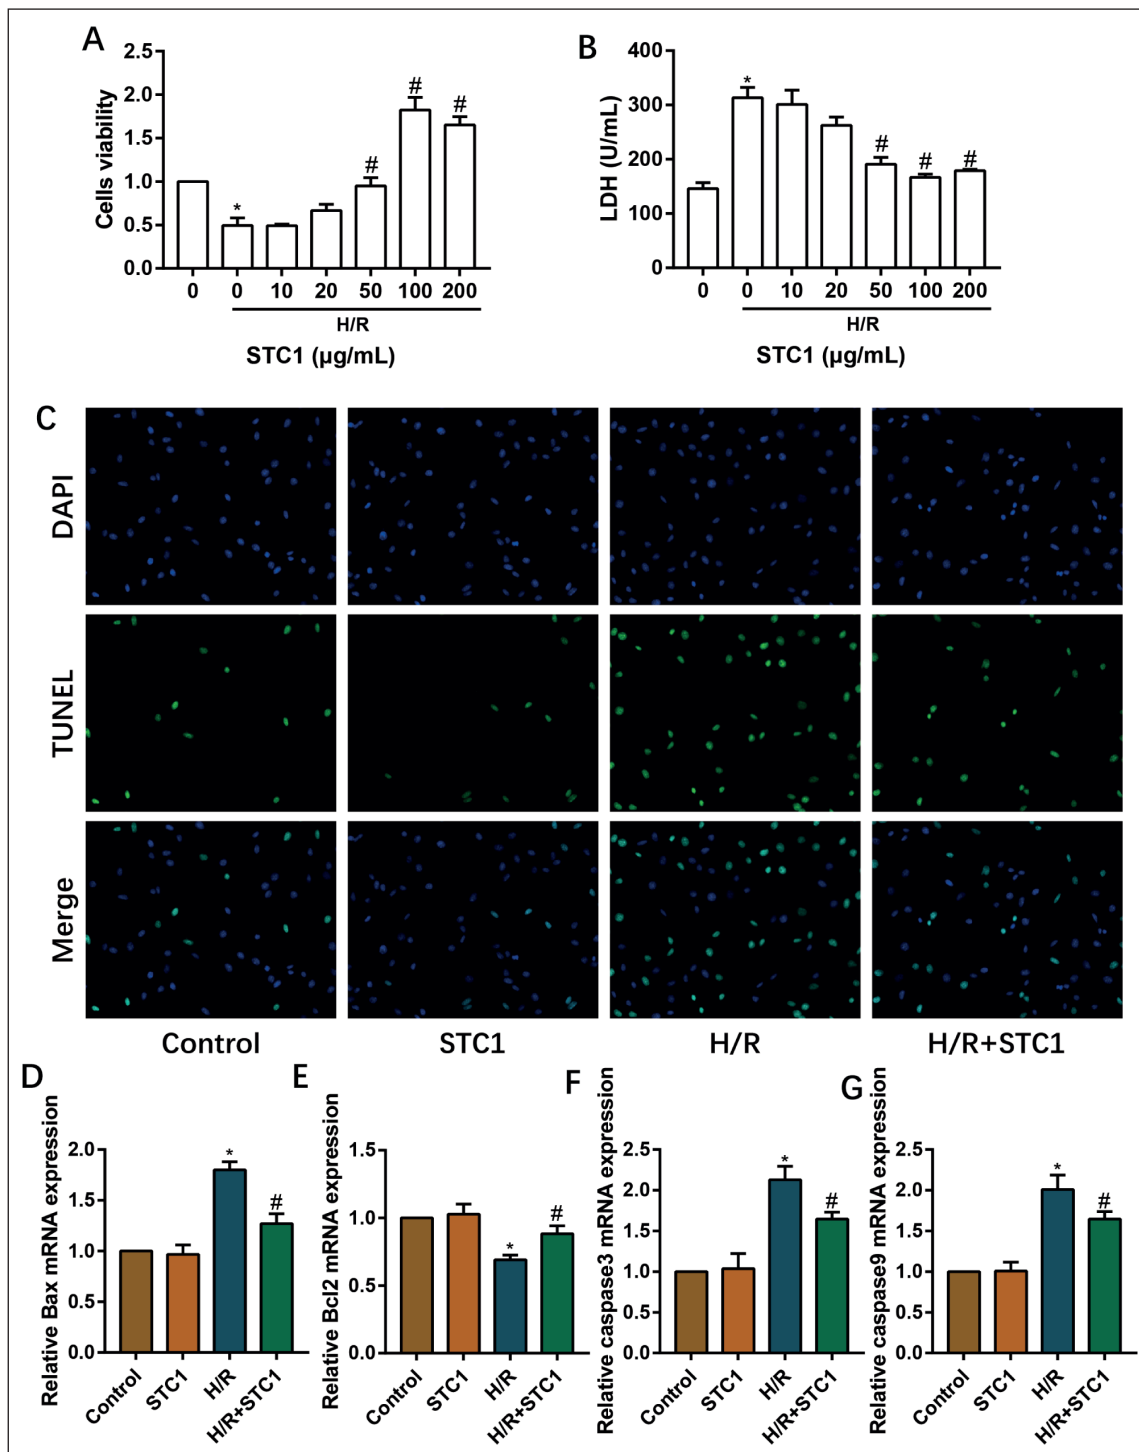 A
Cells viability
2.5
2.0
1.5
1.0
0.5
0.0
*
#
#
#
0 0 10 20 50 100 200
H/R
STC1 (μg/mL)
B
LDH (U/mL)
400
300
200
100
0
*
#
#
#
0 0 10 20 50 100 200
H/R
STC1 (μg/mL)
C
DAPI
TUNEL
Merge
Control STC1 H/R H/R+STC1
D
Relative Bax mRNA expression
2.0
1.5
1.0
0.5
0.0
*
#
Control STC1 H/R H/R+STC1
E
Relative Bcl2 mRNA expression
1.5
1.0
0.5
0.0
*
#
Control STC1 H/R H/R+STC1
F
Relative caspase3 mRNA expression
2.5
2.0
1.5
1.0
0.5
0.0
*
#
Control STC1 H/R H/R+STC1
G
Relative caspase9 mRNA expression
2.5
2.0
1.5
1.0
0.5
0.0
*
#
Control STC1 H/R H/R+STC1